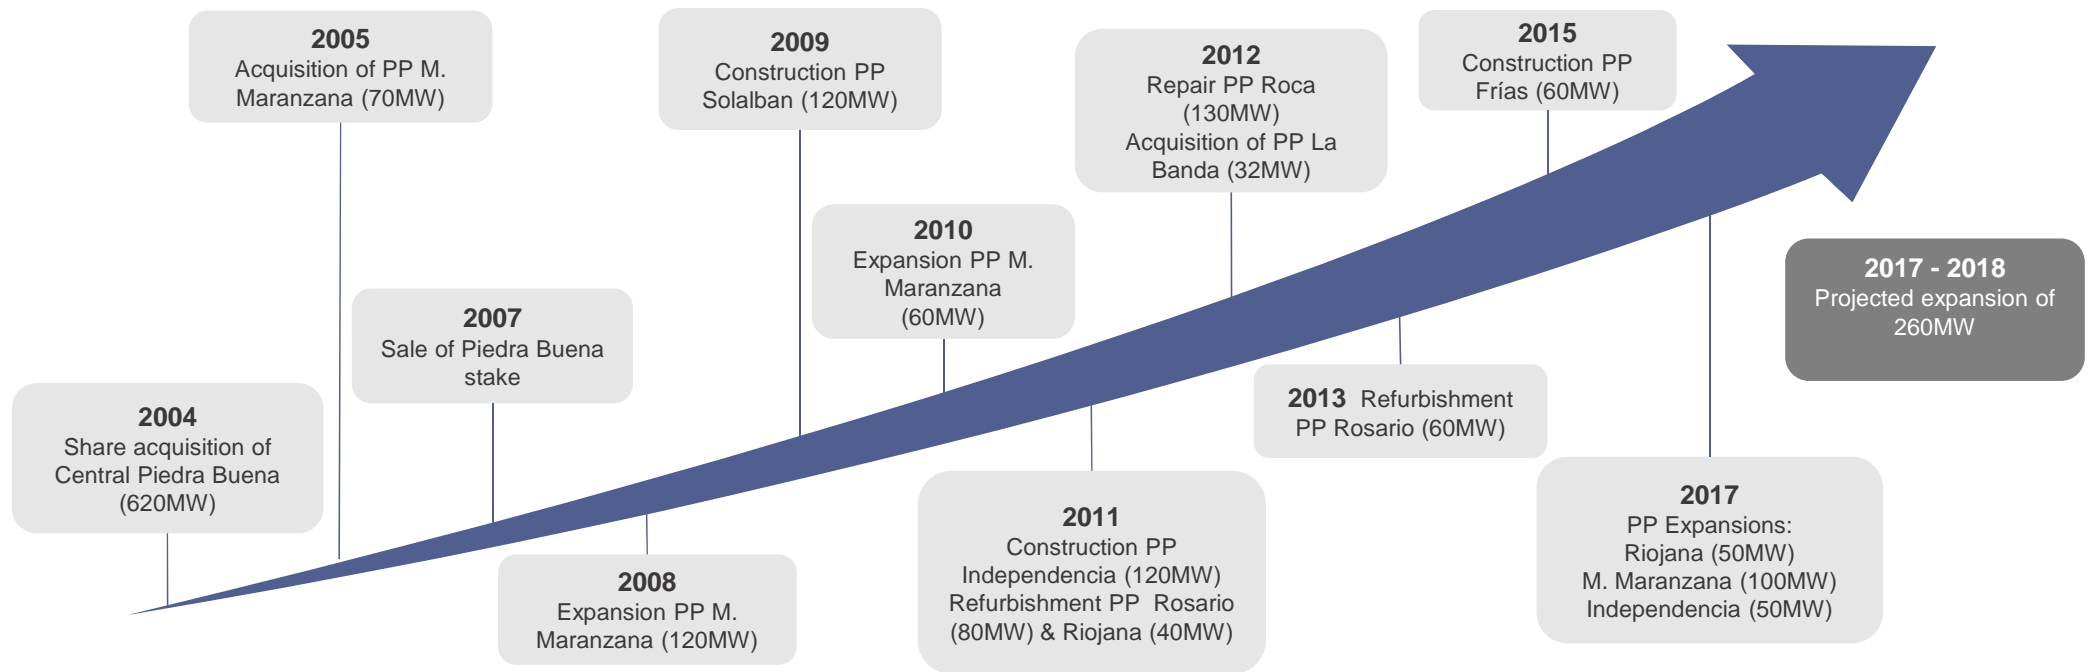 2004
Share acquisition of
Central Piedra Buena
(620MW)
2005
Acquisition of PP M.
Maranzana (70MW)
2007
Sale of Piedra Buena
stake
2008
Expansion PP M.
Maranzana (120MW)
2009
Construction PP
Solalban (120MW)
2010
Expansion PP M.
Maranzana
(60MW)
2011
Construction PP
Independencia (120MW)
Refurbishment PP Rosario
(80MW) & Riojana (40MW)
2012
Repair PP Roca
(130MW)
Acquisition of PP La
Banda (32MW)
2013 Refurbishment
PP Rosario (60MW)
2015
Construction PP
Frías (60MW)
2017
PP Expansions:
Riojana (50MW)
M. Maranzana (100MW)
Independencia (50MW)
2017 - 2018
Projected expansion of
260MW